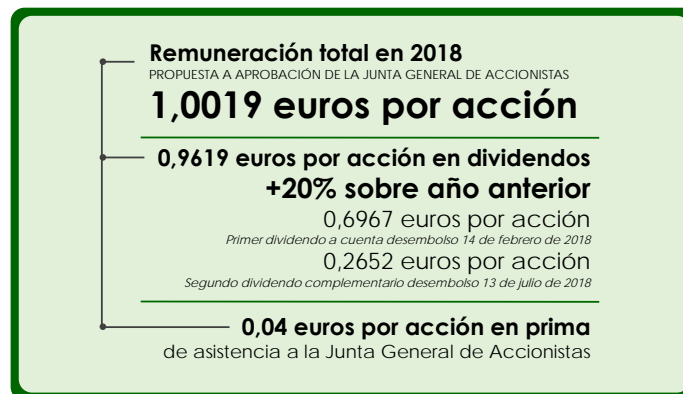 Remuneración total en 2018
PROPUESTA A APROBACIÓN DE LA JUNTA GENERAL DE ACCIONISTAS
1,0019 euros por acción
0,9619 euros por acción en dividendos
+20% sobre año anterior
0,6967 euros por acción
Primer dividendo a cuenta desembolso 14 de febrero de 2018
0,2652 euros por acción
Segundo dividendo complementario desembolso 13 de julio de 2018
0,04 euros por acción en prima
de asistencia a la Junta General de Accionistas